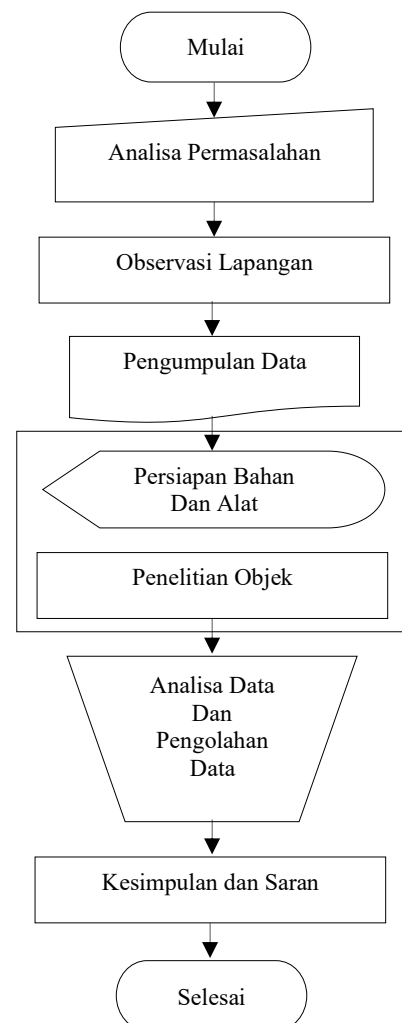 Mulai
Analisa Permasalahan
Observasi Lapangan
Pengumpulan Data
Persiapan Bahan
Dan Alat
Penelitian Objek
Analisa Data
Dan
Pengolahan
Data
Kesimpulan dan Saran
Selesai